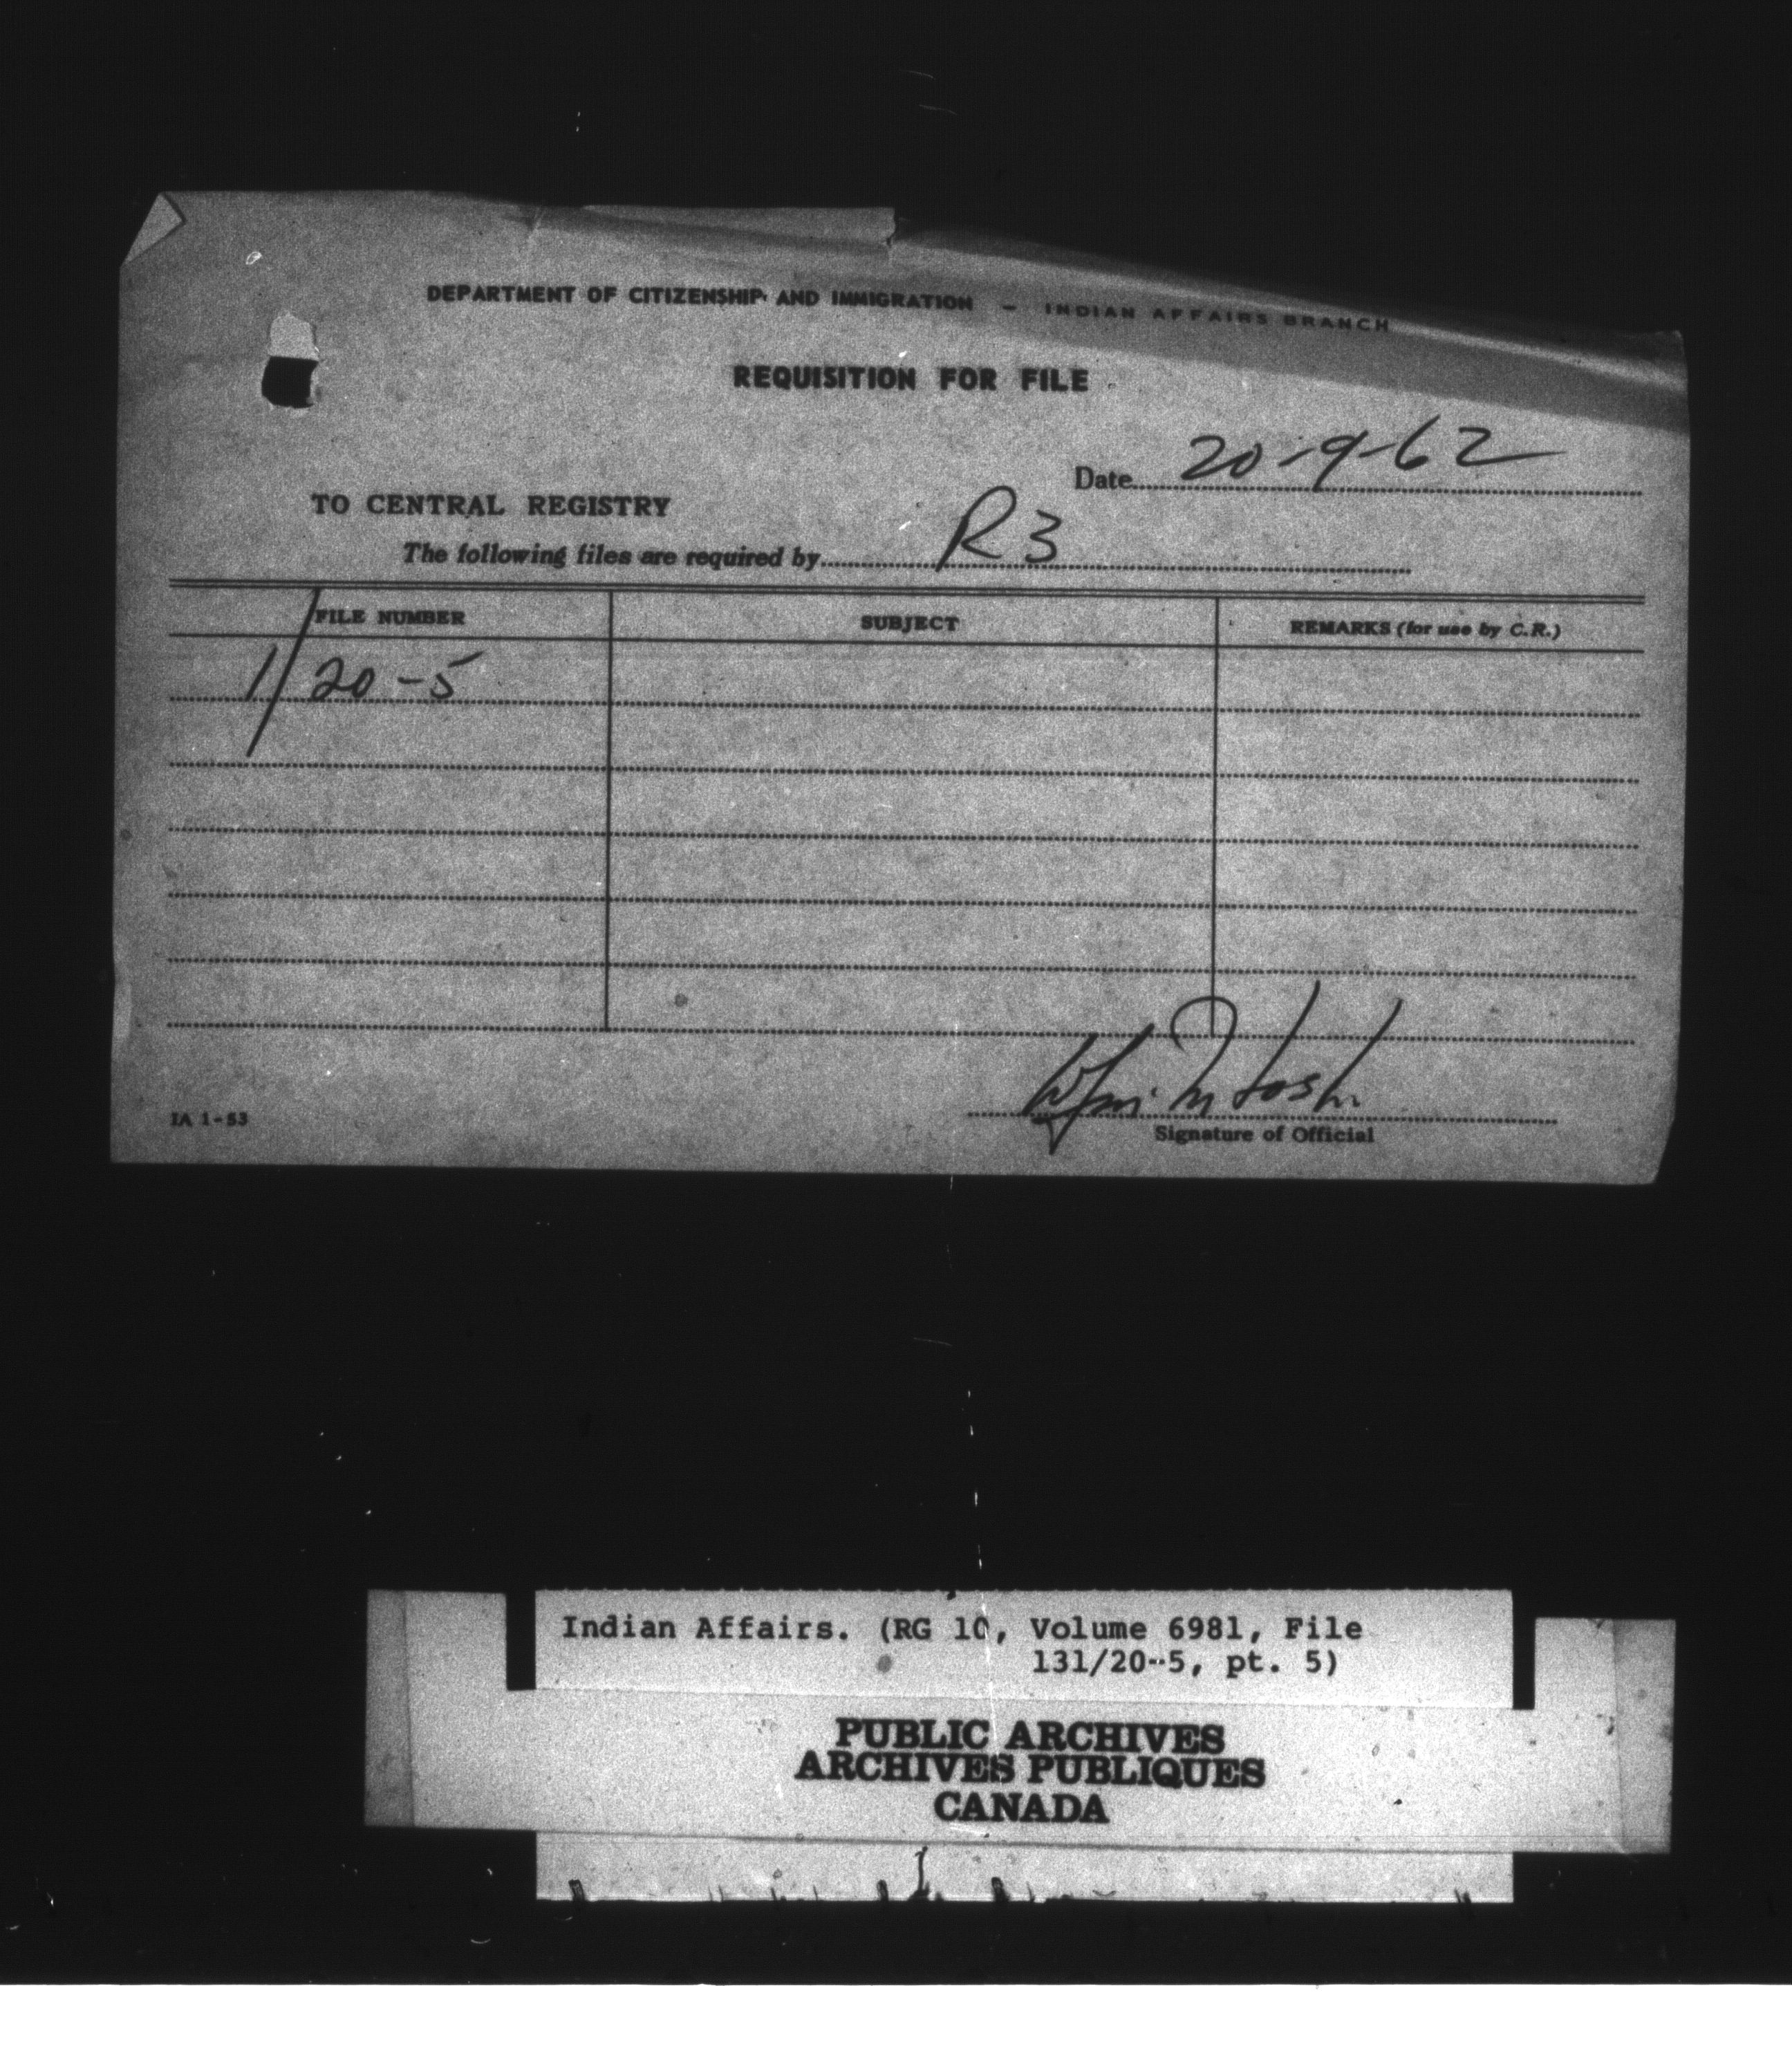 DEPARTMENT OF CITIZENSHIP AND IMMIGRATION — INDIAN AFFAIRS BRANCH
REQUISITION FOR FILE
Date 20-9-62
TO CENTRAL REGISTRY
The following files are required by R3
FILE NUMBER SUBJECT REMARKS (for use by C.R.)
1/20-5
IA 1-53
Signature of Official
Indian Affairs. (RG 10, Volume 6981, File
131/20-5, pt. 5)
PUBLIC ARCHIVES
ARCHIVES PUBLIQUES
CANADA